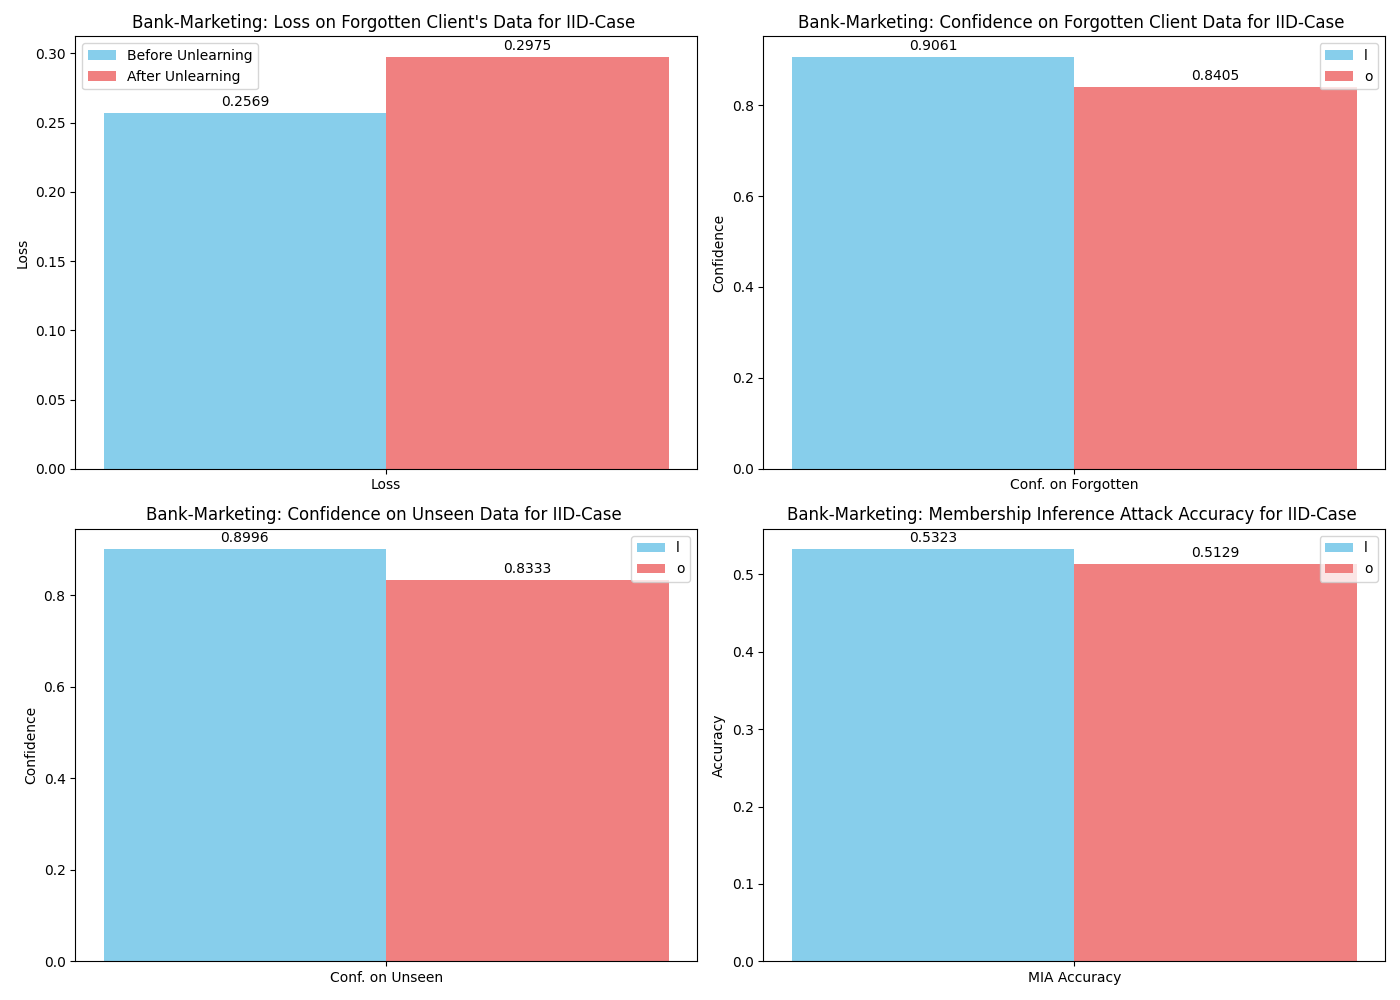 Bank-Marketing: Loss on Forgotten Client's Data for IID-Case
Before Unlearning
After Unlearning
0.2569
0.2975
0.30
0.25
0.20
0.15
0.10
0.05
0.00
Loss
Loss
Bank-Marketing: Confidence on Forgotten Client Data for IID-Case
l
o
0.9061
0.8405
0.8
0.6
0.4
0.2
0.0
Confidence
Conf. on Forgotten
Bank-Marketing: Confidence on Unseen Data for IID-Case
l
o
0.8996
0.8333
0.8
0.6
0.4
0.2
0.0
Confidence
Conf. on Unseen
Bank-Marketing: Membership Inference Attack Accuracy for IID-Case
l
o
0.5323
0.5129
0.5
0.4
0.3
0.2
0.1
0.0
Accuracy
MIA Accuracy